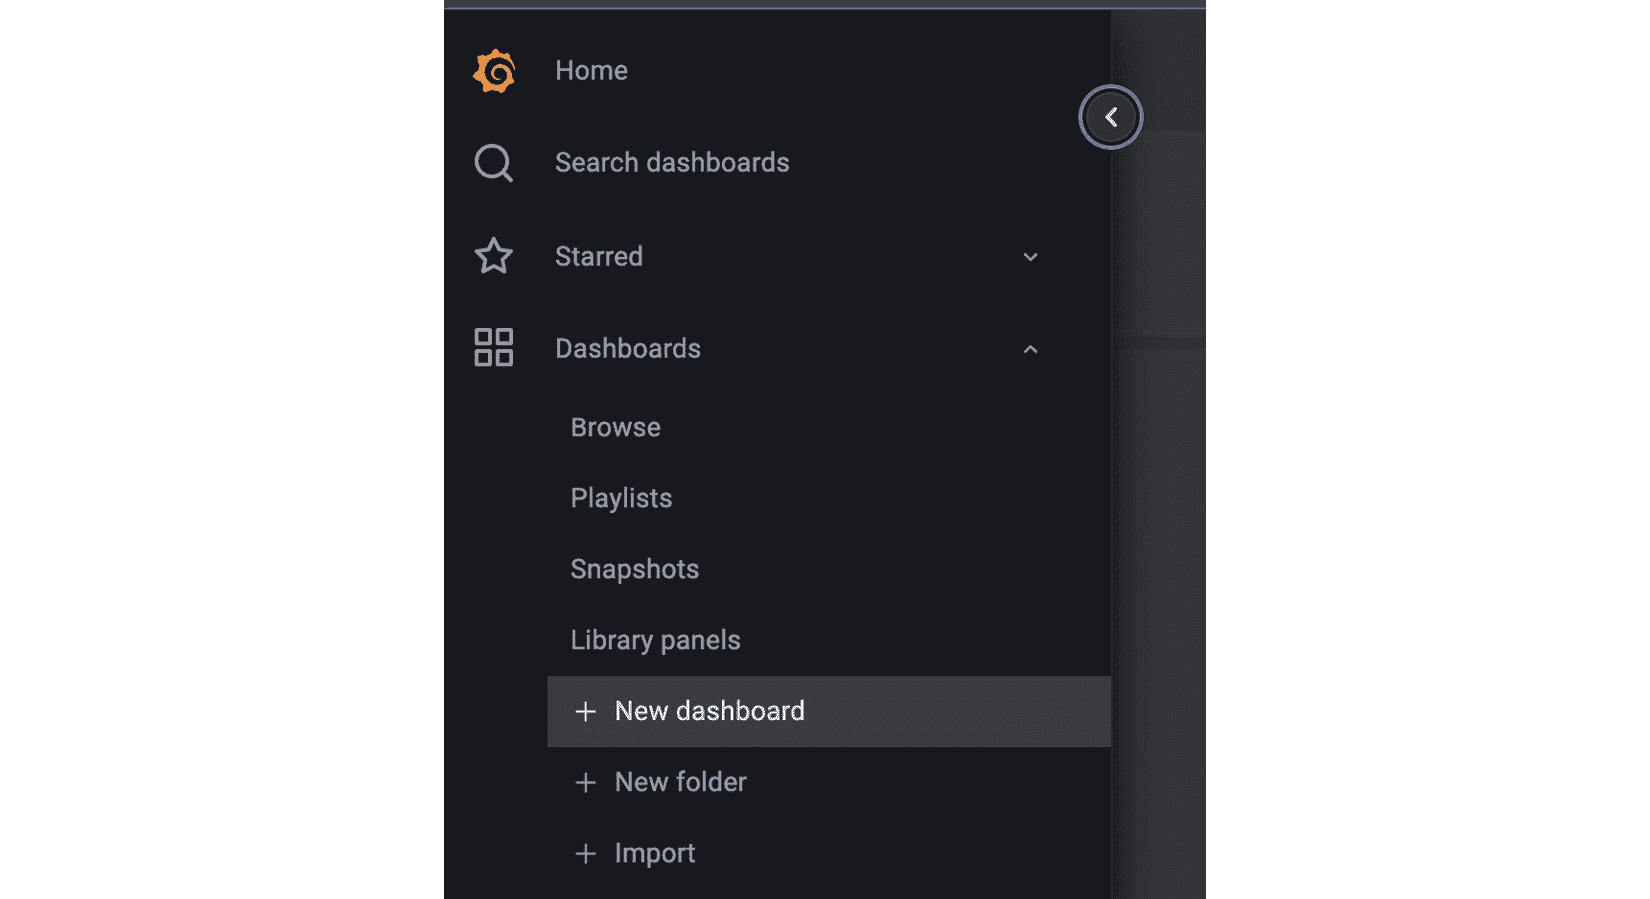 Home
Search dashboards
Starred
Dashboards
Browse
Playlists
Snapshots
Library panels
+ New dashboard
+ New folder
+ Import